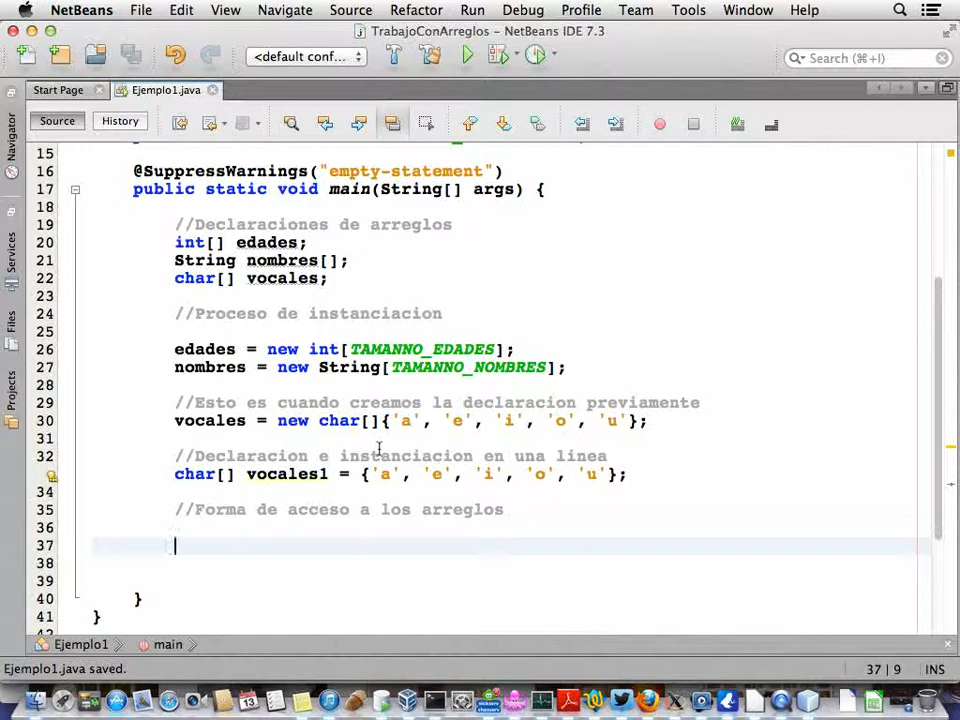 NetBeans File Edit View Navigate Source Refactor Run Debug Profile Team Tools Window Help
TrabajoConArreglos – NetBeans IDE 7.3
<default conf... Search (⌘+I)
Start Page Ejemplo1.java
Source History
Navigator
Services
Files
Projects
15
16 @SuppressWarnings("empty-statement")
17 public static void main(String[] args) {
18
19 //Declaraciones de arreglos
20 int[] edades;
21 String nombres[];
22 char[] vocales;
23
24 //Proceso de instanciacion
25
26 edades = new int[TAMANNO_EDADES];
27 nombres = new String[TAMANNO_NOMBRES];
28
29 //Esto es cuando creamos la declaracion previamente
30 vocales = new char[]{'a', 'e', 'i', 'o', 'u'};
31
32 //Declaracion e instanciacion en una linea
char[] vocales1 = {'a', 'e', 'i', 'o', 'u'};
34
35 //Forma de acceso a los arreglos
36
37
38
39
40 }
41 }
Ejemplo1 main
Ejemplo1.java saved. 37 | 9 INS